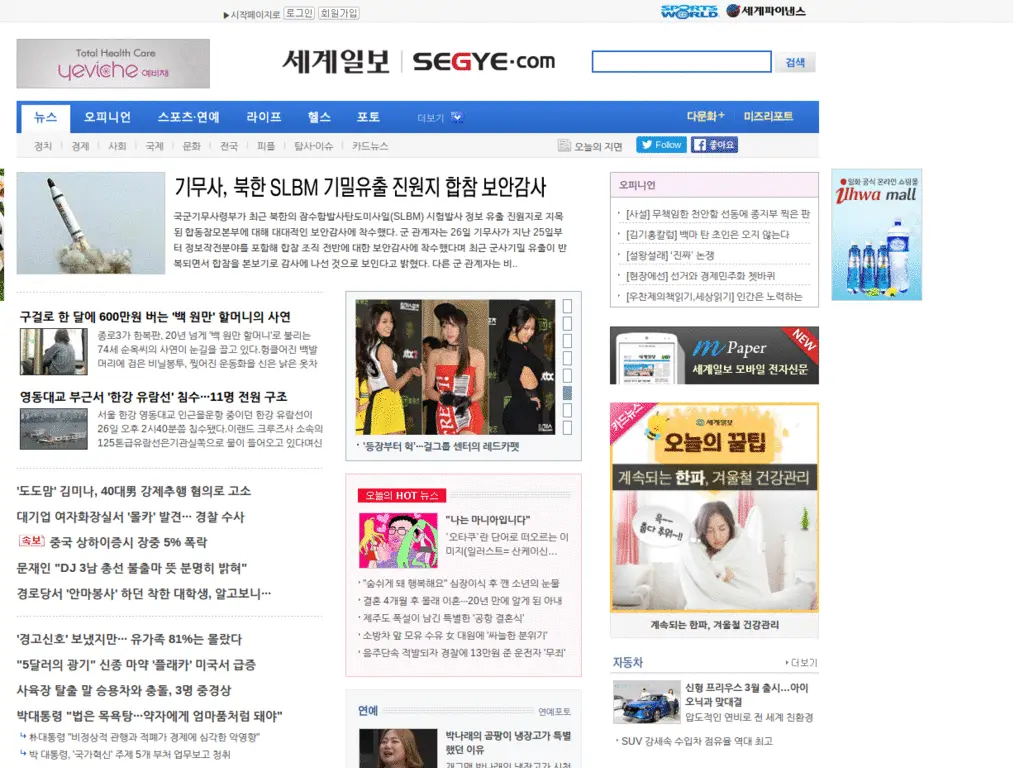 ▶시작페이지로 로그인 회원가입
SPORTS WORLD 세계파이낸스
Total Health Care
yeviche 예비채
세계일보 SEGYE.com
검색
뉴스 오피니언 스포츠·연예 라이프 헬스 포토 더보기 다문화+ 미즈리포트
정치 경제 사회 국제 문화 전국 피플 탐사·이슈 카드뉴스 오늘의 지면 Follow 좋아요
기무사, 북한 SLBM 기밀유출 진원지 합참 보안감사
국군기무사령부가 최근 북한의 잠수함발사탄도미사일(SLBM) 시험발사 정보 유출 진원지로 지목
된 합동참모본부에 대해 대대적인 보안감사에 착수했다. 군 관계자는 26일 기무사가 지난 25일부
터 정보작전분야를 포함해 합참 조직 전반에 대한 보안감사에 착수했다며 최근 군사기밀 유출이 반
복되면서 합참을 본보기로 감사에 나선 것으로 보인다고 밝혔다. 다른 군 관계자는 비..
오피니언
· [사설] 무책임한 천안함 선동에 종지부 찍은 판
· [김기홍칼럼] 백마 탄 초인은 오지 않는다
· [설왕설래] '진짜' 논쟁
· [현장에선] 선거와 경제민주화 쳇바퀴
· [우찬제의책읽기,세상읽기] 인간은 노력하는
일화 공식 온라인 쇼핑몰
ilhwa mall
구걸로 한 달에 600만원 버는 '백 원만' 할머니의 사연
종로3가 한복판. 20년 넘게 '백 원만 할머니'로 불리는
74세 순옥씨의 사연이 눈길을 끌고 있다.헝클어진 백발
머리에 검은 비닐봉투, 찢어진 운동화를 신은 낡은 옷차
영동대교 부근서 '한강 유람선' 침수…11명 전원 구조
서울 한강 영동대교 인근을운항 중이던 한강 유람선이
26일 오후 2시40분쯤 침수됐다.이랜드 크루즈사 소속의
125톤급유람선은기관실쪽으로 물이 들어오고 있다며신
· '등장부터 헉'…걸그룹 센터의 레드카펫
m Paper NEW
세계일보 모바일 전자신문
카드뉴스
세계일보
오늘의 꿀팁
계속되는 한파, 겨울철 건강관리
춥다 추워~!!
계속되는 한파, 겨울철 건강관리
'도도맘' 김미나, 40대男 강제추행 혐의로 고소
대기업 여자화장실서 '몰카' 발견… 경찰 수사
속보 중국 상하이증시 장중 5% 폭락
문재인 "DJ 3남 총선 불출마 뜻 분명히 밝혀"
경로당서 '안마봉사' 하던 착한 대학생, 알고보니…
오늘의 HOT 뉴스
"나는 마니아입니다"
'오타쿠'란 단어로 떠오르는 이
미지(일러스트= 산케이신…
· "숨쉬게 돼 행복해요" 심장이식 후 깬 소년의 눈물
· 결혼 4개월 후 몰래 이혼…20년 만에 알게 된 아내
· 제주도 폭설이 남긴 특별한 '공항 결혼식'
· 소방차 앞 모유 수유 女 대원에 '싸늘한 분위기'
· 음주단속 적발되자 경찰에 13만원 준 운전자 '무죄'
'경고신호' 보냈지만… 유가족 81%는 몰랐다
"5달러의 광기" 신종 마약 '플래카' 미국서 급증
사육장 탈출 말 승용차와 충돌, 3명 중경상
박대통령 "법은 목욕탕…약자에게 엄마품처럼 돼야"
朴대통령 "비정상적 관행과 적폐가 경제에 심각한 악영향"
박 대통령, '국가혁신' 주제 5개 부처 업무보고 청취
연예 연예포토
박나래의 곰팡이 냉장고가 특별
했던 이유
개그맨 박나래의 냉장고가 시청
자동차 더보기
신형 프리우스 3월 출시…아이
오닉과 맞대결
압도적인 연비로 전 세계 친환경
· SUV 강세속 수입차 점유율 역대 최고